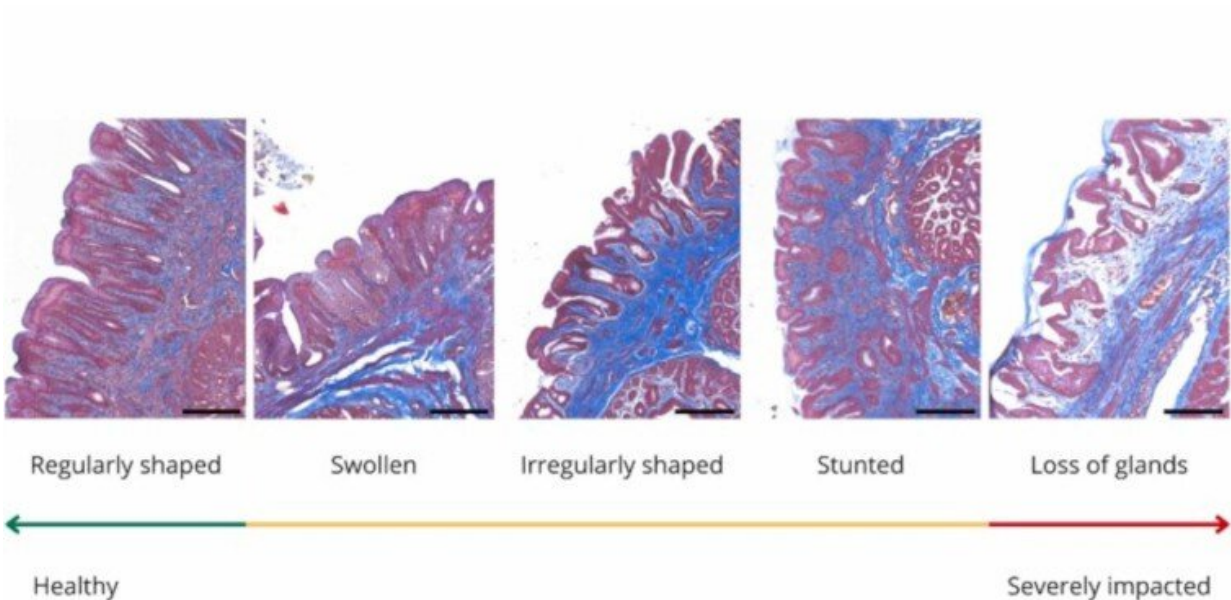 Regularly shaped
Swollen
Irregularly shaped
Stunted
Loss of glands
Healthy
Severely impacted